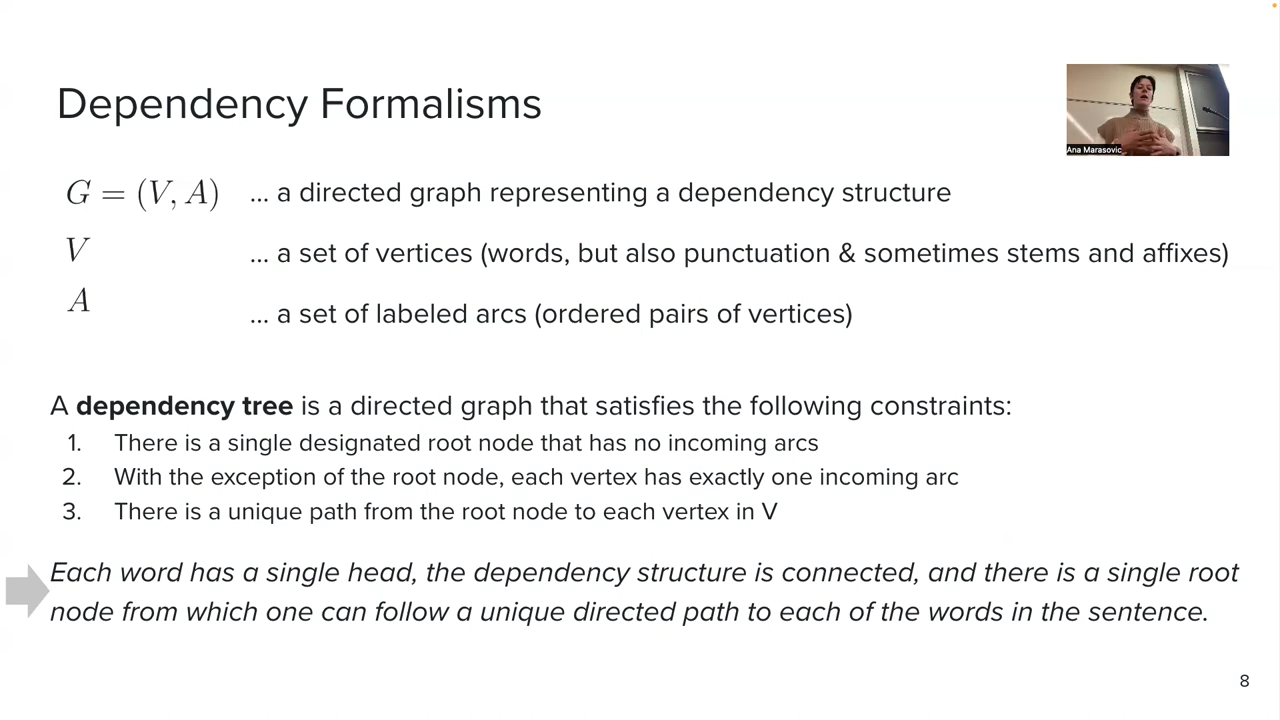 Dependency Formalisms
Ana Marasovic
G = (V, A) ... a directed graph representing a dependency structure
V ... a set of vertices (words, but also punctuation & sometimes stems and affixes)
A ... a set of labeled arcs (ordered pairs of vertices)
A dependency tree is a directed graph that satisfies the following constraints:
1. There is a single designated root node that has no incoming arcs
2. With the exception of the root node, each vertex has exactly one incoming arc
3. There is a unique path from the root node to each vertex in V
Each word has a single head, the dependency structure is connected, and there is a single root
node from which one can follow a unique directed path to each of the words in the sentence.
8